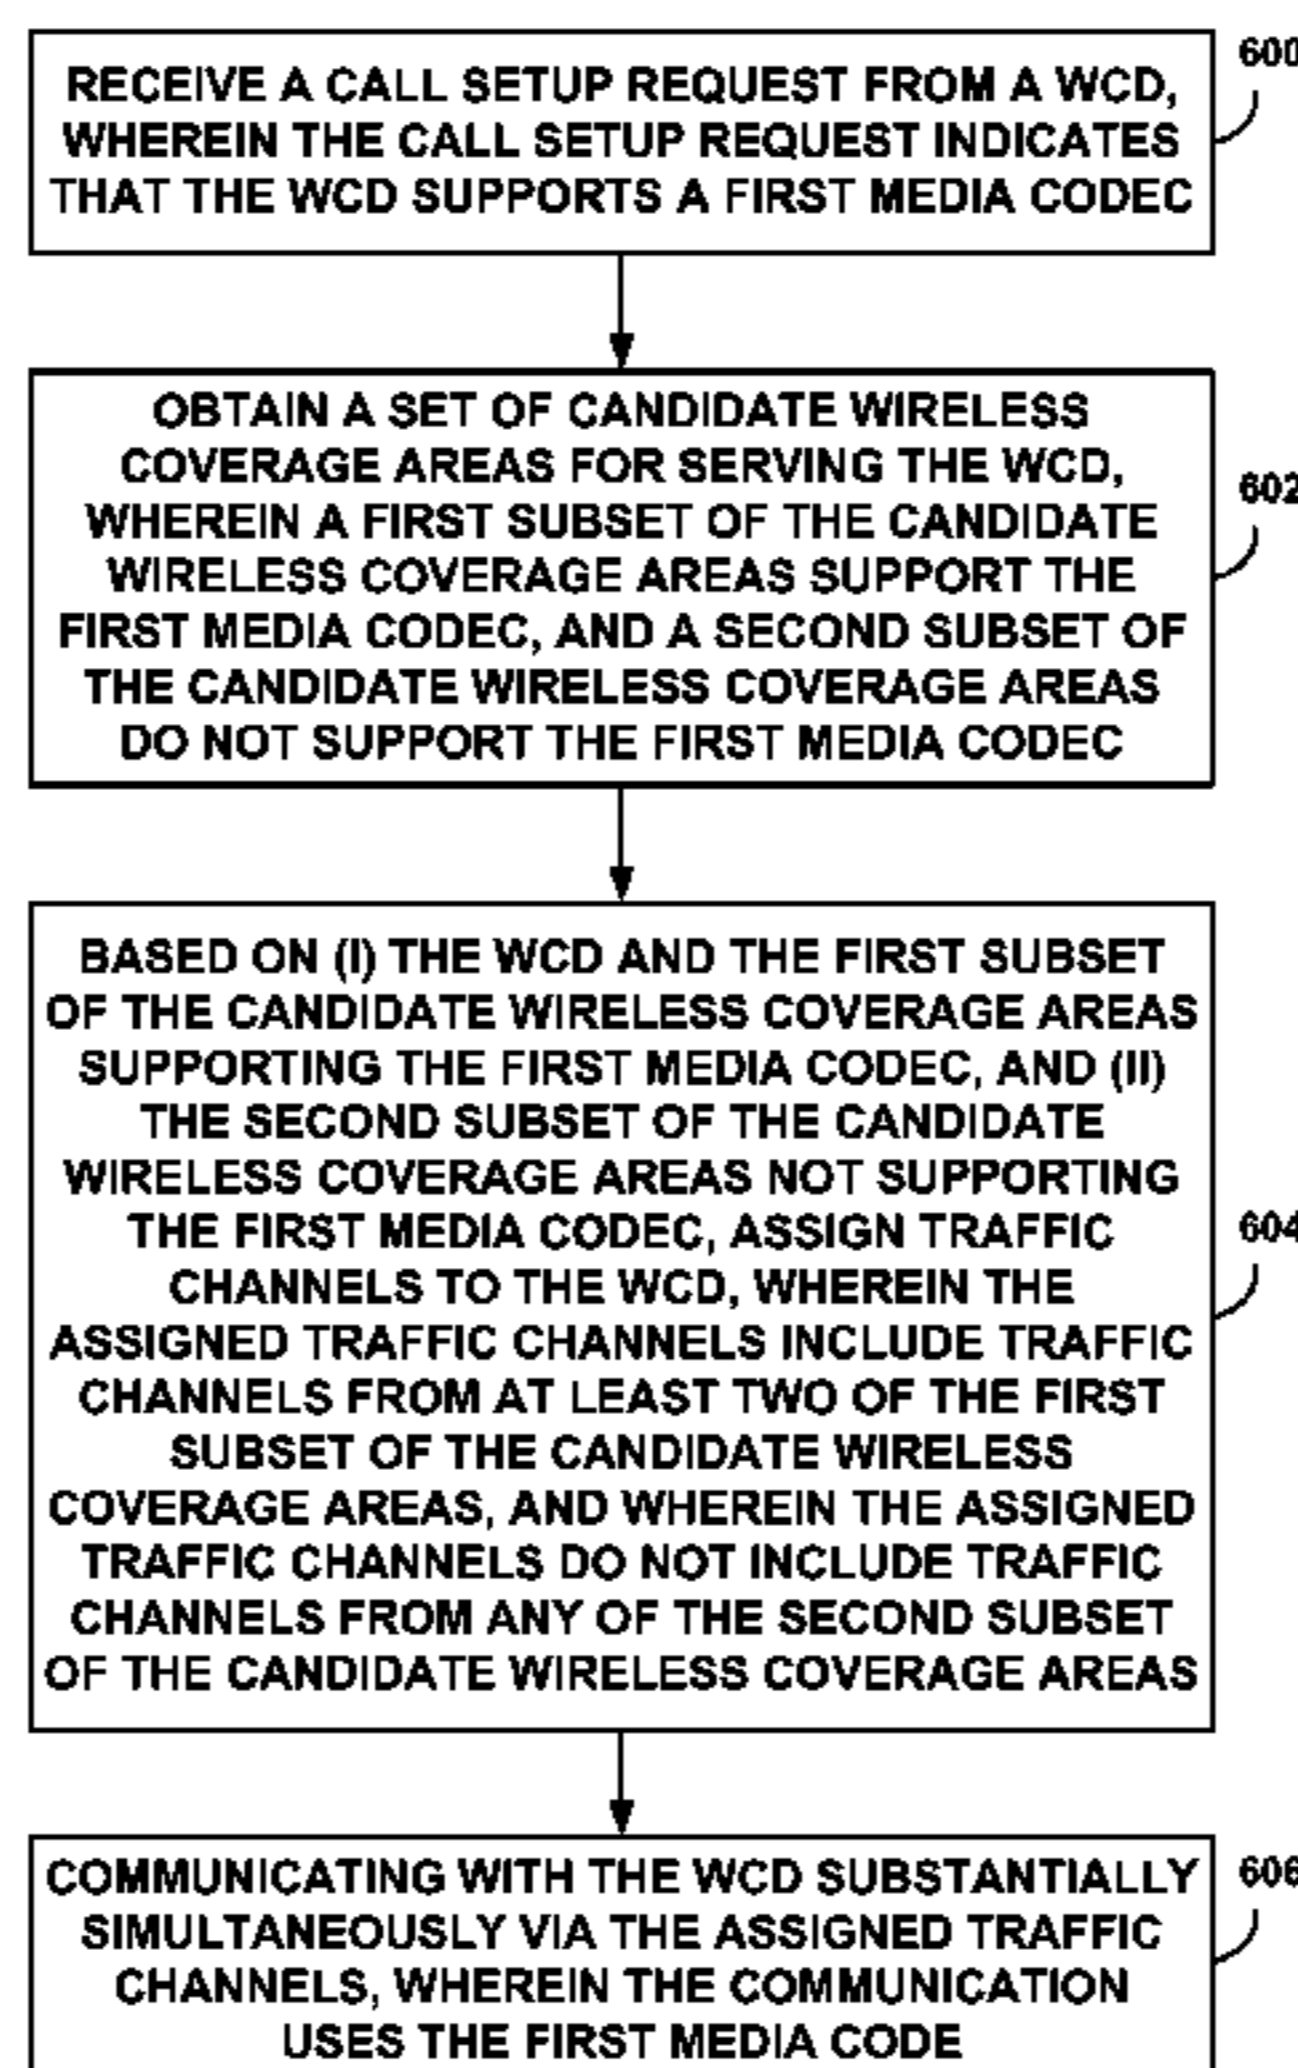 600
RECEIVE A CALL SETUP REQUEST FROM A WCD,
WHEREIN THE CALL SETUP REQUEST INDICATES
THAT THE WCD SUPPORTS A FIRST MEDIA CODEC
OBTAIN A SET OF CANDIDATE WIRELESS
COVERAGE AREAS FOR SERVING THE WCD,
WHEREIN A FIRST SUBSET OF THE CANDIDATE
WIRELESS COVERAGE AREAS SUPPORT THE
FIRST MEDIA CODEC, AND A SECOND SUBSET OF
THE CANDIDATE WIRELESS COVERAGE AREAS
DO NOT SUPPORT THE FIRST MEDIA CODEC
602
BASED ON (I) THE WCD AND THE FIRST SUBSET
OF THE CANDIDATE WIRELESS COVERAGE AREAS
SUPPORTING THE FIRST MEDIA CODEC, AND (II)
THE SECOND SUBSET OF THE CANDIDATE
WIRELESS COVERAGE AREAS NOT SUPPORTING
THE FIRST MEDIA CODEC, ASSIGN TRAFFIC
CHANNELS TO THE WCD, WHEREIN THE
ASSIGNED TRAFFIC CHANNELS INCLUDE TRAFFIC
CHANNELS FROM AT LEAST TWO OF THE FIRST
SUBSET OF THE CANDIDATE WIRELESS
COVERAGE AREAS, AND WHEREIN THE ASSIGNED
TRAFFIC CHANNELS DO NOT INCLUDE TRAFFIC
CHANNELS FROM ANY OF THE SECOND SUBSET
OF THE CANDIDATE WIRELESS COVERAGE AREAS
604
COMMUNICATING WITH THE WCD SUBSTANTIALLY
SIMULTANEOUSLY VIA THE ASSIGNED TRAFFIC
CHANNELS, WHEREIN THE COMMUNICATION
USES THE FIRST MEDIA CODE
606